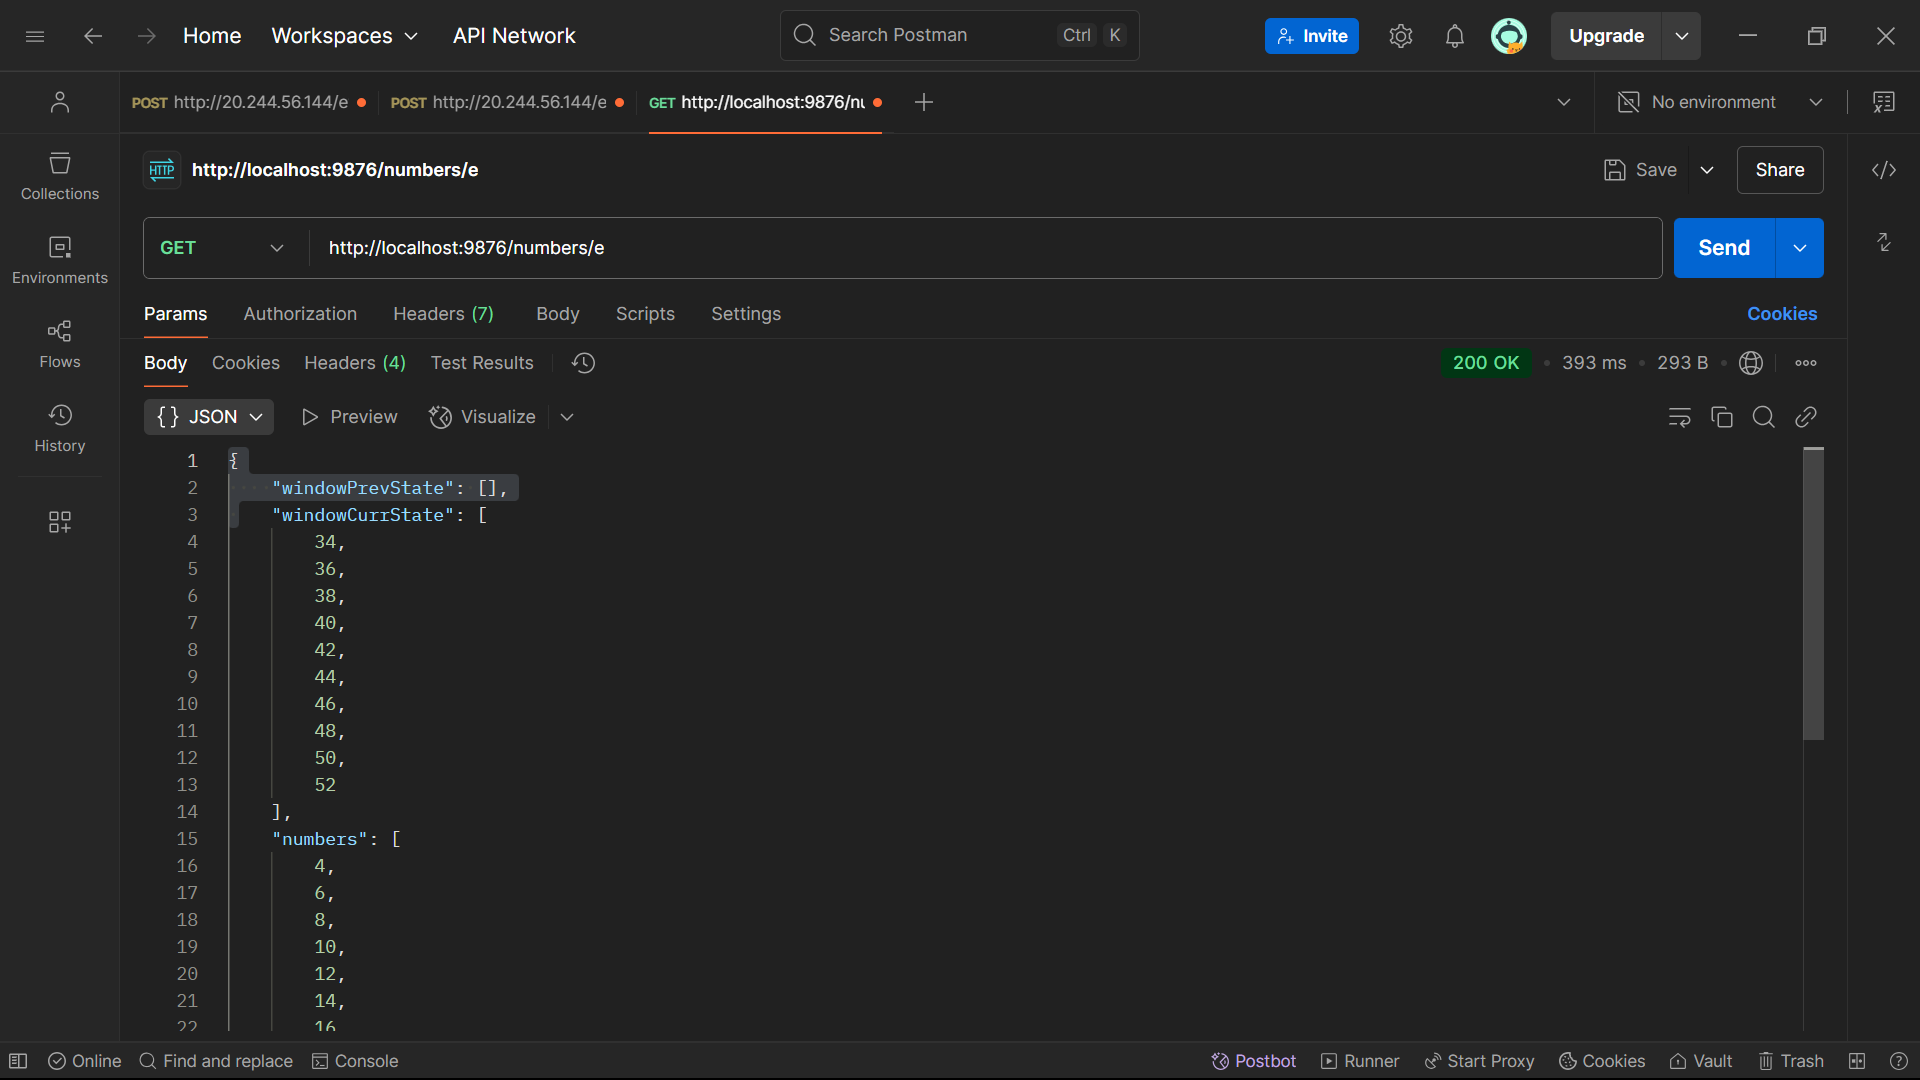 Home Workspaces API Network Search Postman Ctrl K Invite Upgrade
POST http://20.244.56.144/e POST http://20.244.56.144/e GET http://localhost:9876/nu No environment
Collections
Environments
Flows
History
HTTP http://localhost:9876/numbers/e Save Share
GET http://localhost:9876/numbers/e Send
Params Authorization Headers (7) Body Scripts Settings Cookies
Body Cookies Headers (4) Test Results 200 OK • 393 ms • 293 B •
{} JSON Preview Visualize
1 {
2 "windowPrevState": [],
3 "windowCurrState": [
4 34,
5 36,
6 38,
7 40,
8 42,
9 44,
10 46,
11 48,
12 50,
13 52
14 ],
15 "numbers": [
16 4,
17 6,
18 8,
19 10,
20 12,
21 14,
22 16
Online Find and replace Console Postbot Runner Start Proxy Cookies Vault Trash